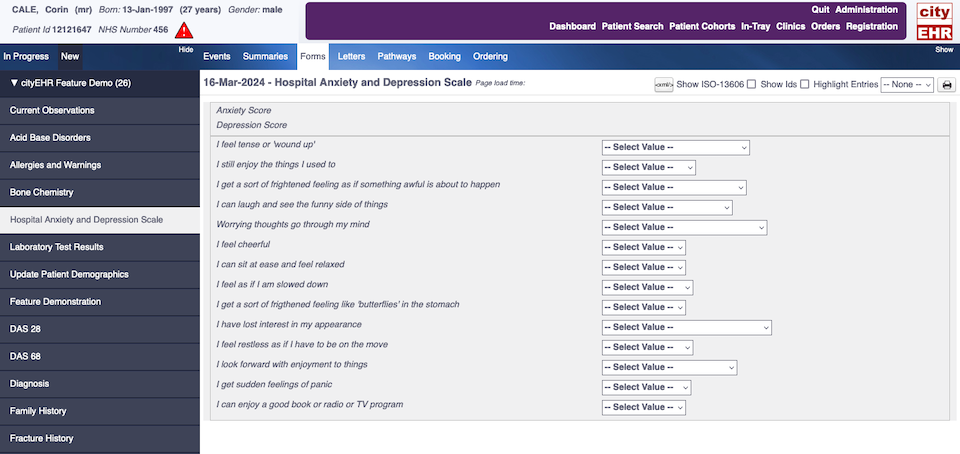 CALE, Corin (mr) Born: 13-Jan-1997 (27 years) Gender: male
Patient Id 12121647 NHS Number 456
Quit Administration
Dashboard Patient Search Patient Cohorts In-Tray Clinics Orders Registration
city
EHR
In Progress New Hide
Events Summaries Forms Letters Pathways Booking Ordering Show
▼ cityEHR Feature Demo (26)
Current Observations
Acid Base Disorders
Allergies and Warnings
Bone Chemistry
Hospital Anxiety and Depression Scale
Laboratory Test Results
Update Patient Demographics
Feature Demonstration
DAS 28
DAS 68
Diagnosis
Family History
Fracture History
16-Mar-2024 - Hospital Anxiety and Depression Scale Page load time:
<xml/> Show ISO-13606 Show Ids Highlight Entries -- None --
Anxiety Score
Depression Score
I feel tense or 'wound up' -- Select Value --
I still enjoy the things I used to -- Select Value --
I get a sort of frightened feeling as if something awful is about to happen -- Select Value --
I can laugh and see the funny side of things -- Select Value --
Worrying thoughts go through my mind -- Select Value --
I feel cheerful -- Select Value --
I can sit at ease and feel relaxed -- Select Value --
I feel as if I am slowed down -- Select Value --
I get a sort of frigthened feeling like 'butterflies' in the stomach -- Select Value --
I have lost interest in my appearance -- Select Value --
I feel restless as if I have to be on the move -- Select Value --
I look forward with enjoyment to things -- Select Value --
I get sudden feelings of panic -- Select Value --
I can enjoy a good book or radio or TV program -- Select Value --